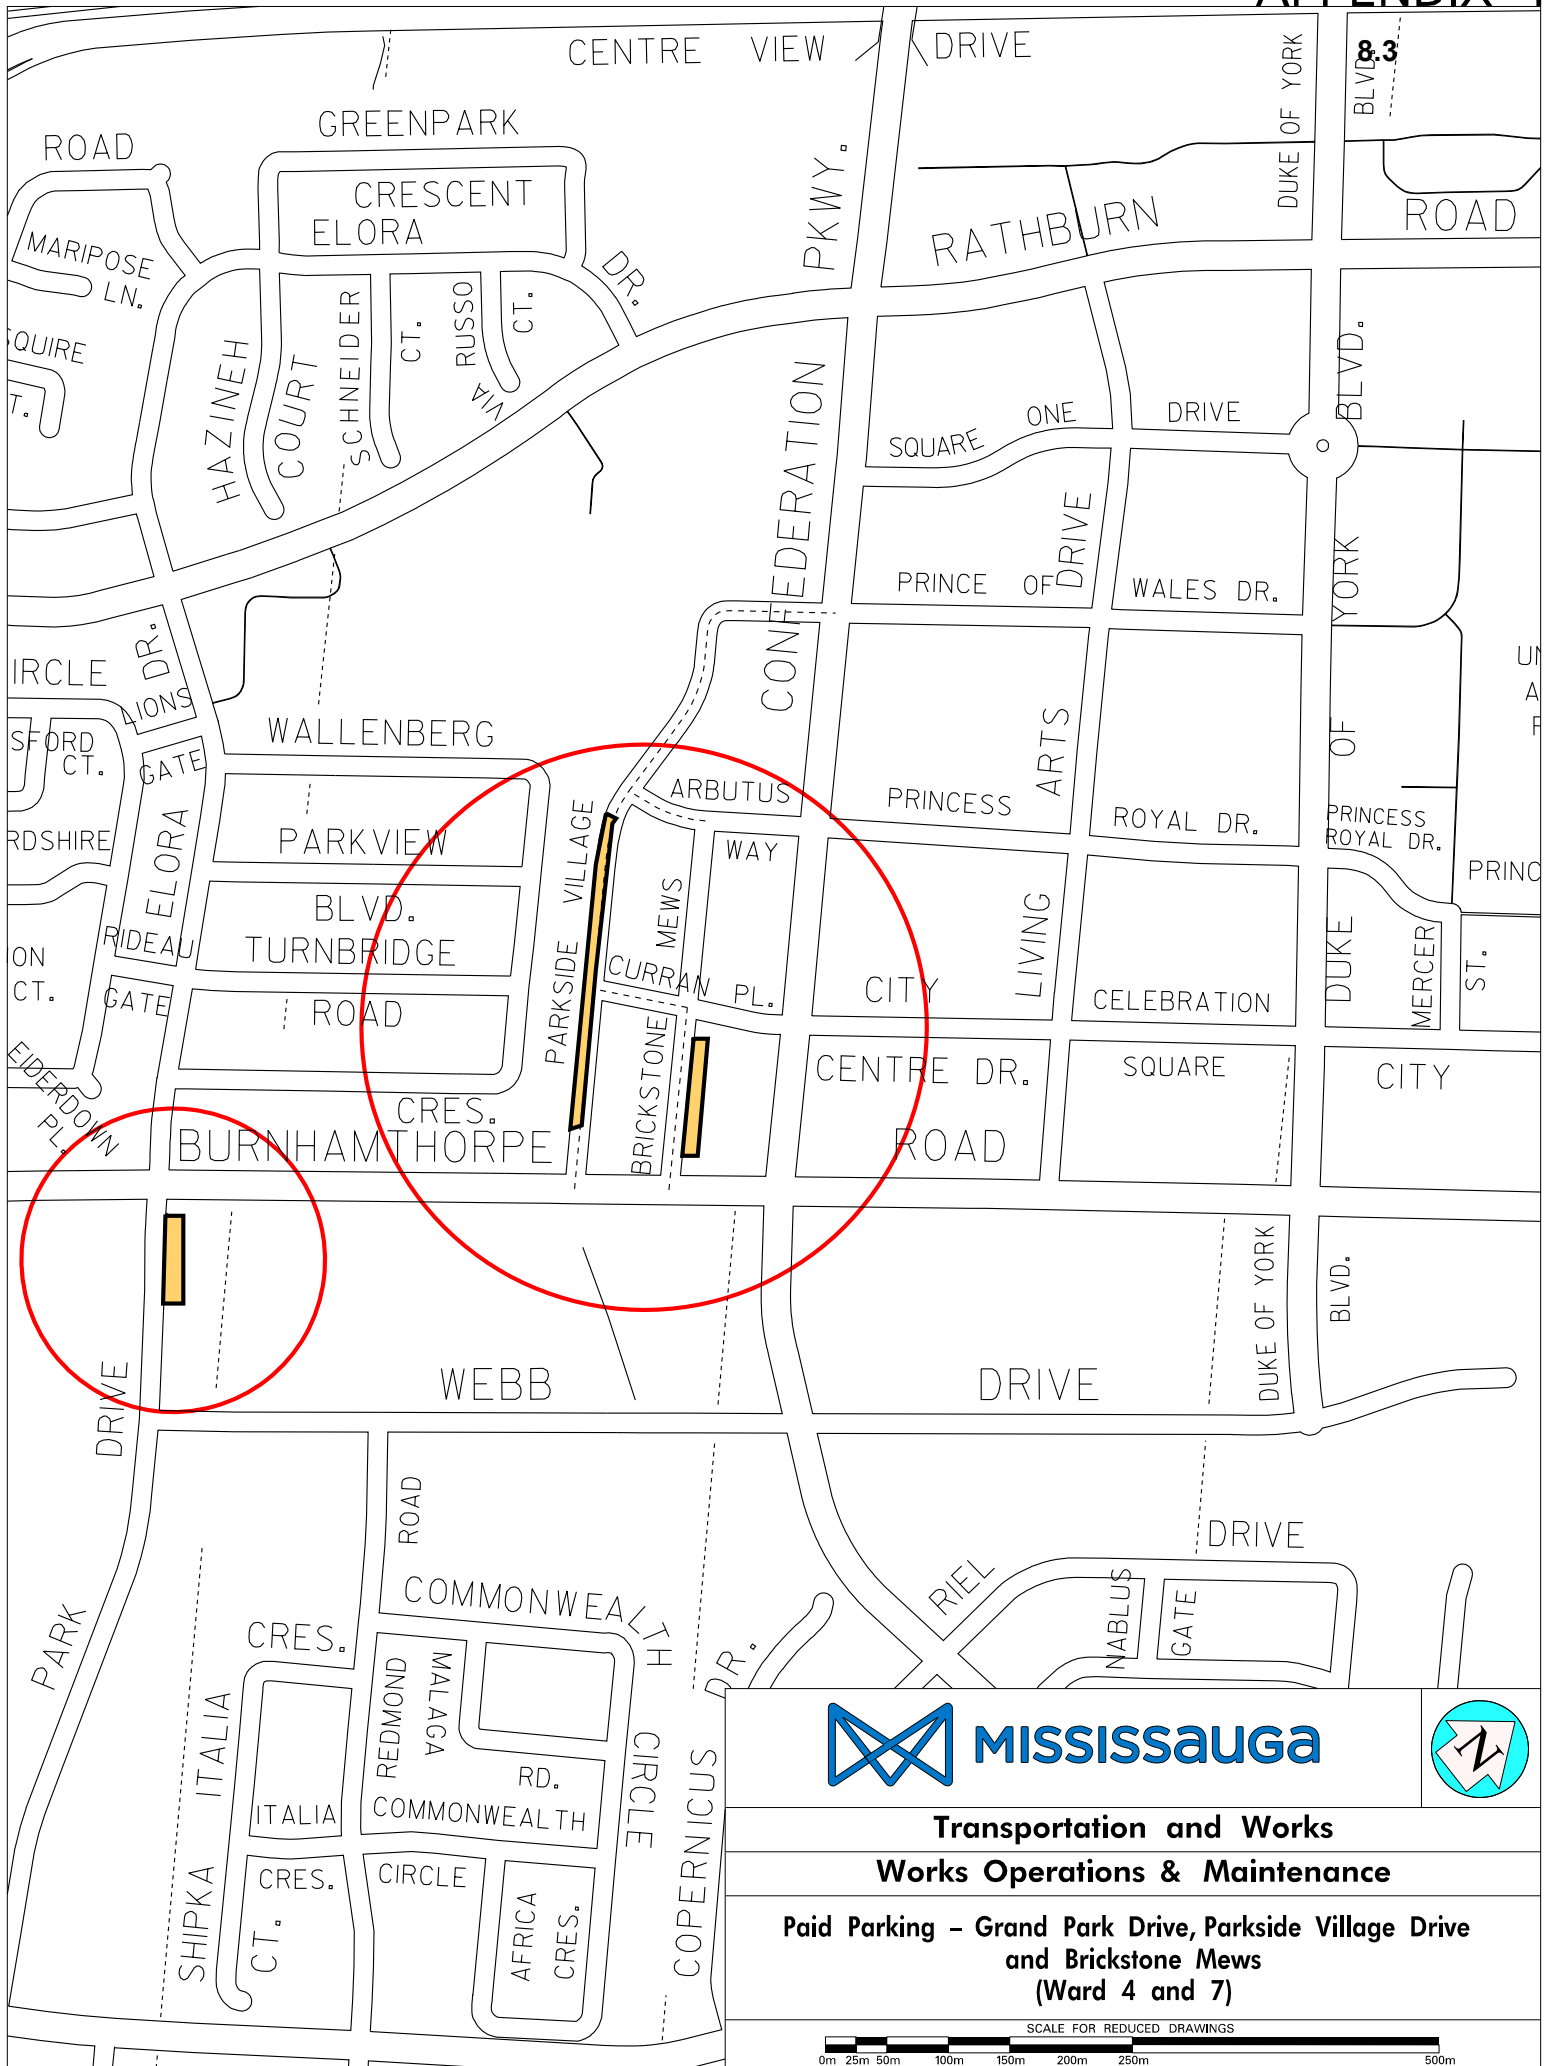 APPENDIX
8.3
CENTRE VIEW DRIVE
DUKE OF YORK
BLVD.
GREENPARK
ROAD
CRESCENT
ELORA
DR.
PKWY.
RATHBURN
ROAD
MARIPOSE
LN.
SQUIRE
T.
HAZINEH
COURT
SCHNEIDER
CT.
VIA RUSSO
CT.
CONFEDERATION
BLVD.
SQUARE ONE DRIVE
DRIVE
PRINCE OF
WALES DR.
YORK
IRCLE
DR.
LIONS
GATE
SFORD
CT.
WALLENBERG
ARBUTUS
WAY
ARTS
OF
UN
A
F
PRINCESS
ROYAL DR.
PRINCESS
ROYAL DR.
PRINC
RDSHIRE
ELORA
PARKVIEW
BLVD.
VILLAGE
MEWS
LIVING
DUKE
MERCER
ST.
RIDEAU
GATE
TURNBRIDGE
ROAD
PARKSIDE
CURRAN PL.
CITY
CELEBRATION
ION
CT.
BRICKSTONE
CENTRE DR.
SQUARE
CITY
EIDERDOWN
PL.
CRES.
BURNHAMTHORPE
ROAD
DUKE OF YORK
BLVD.
DRIVE
WEBB
DRIVE
ROAD
DRIVE
RIEL
COMMONWEALTH
NABLUS
GATE
PARK
CRES.
DR.
ITALIA
REDMOND
MALAGA
RD.
CIRCLE
COPERNICUS
ITALIA
COMMONWEALTH
CRES.
CIRCLE
SHIPKA
CT.
AFRICA
CRES.
MISSISSAUGA
N
Transportation and Works
Works Operations & Maintenance
Paid Parking – Grand Park Drive, Parkside Village Drive
and Brickstone Mews
(Ward 4 and 7)
SCALE FOR REDUCED DRAWINGS
0m 25m 50m 100m 150m 200m 250m 500m